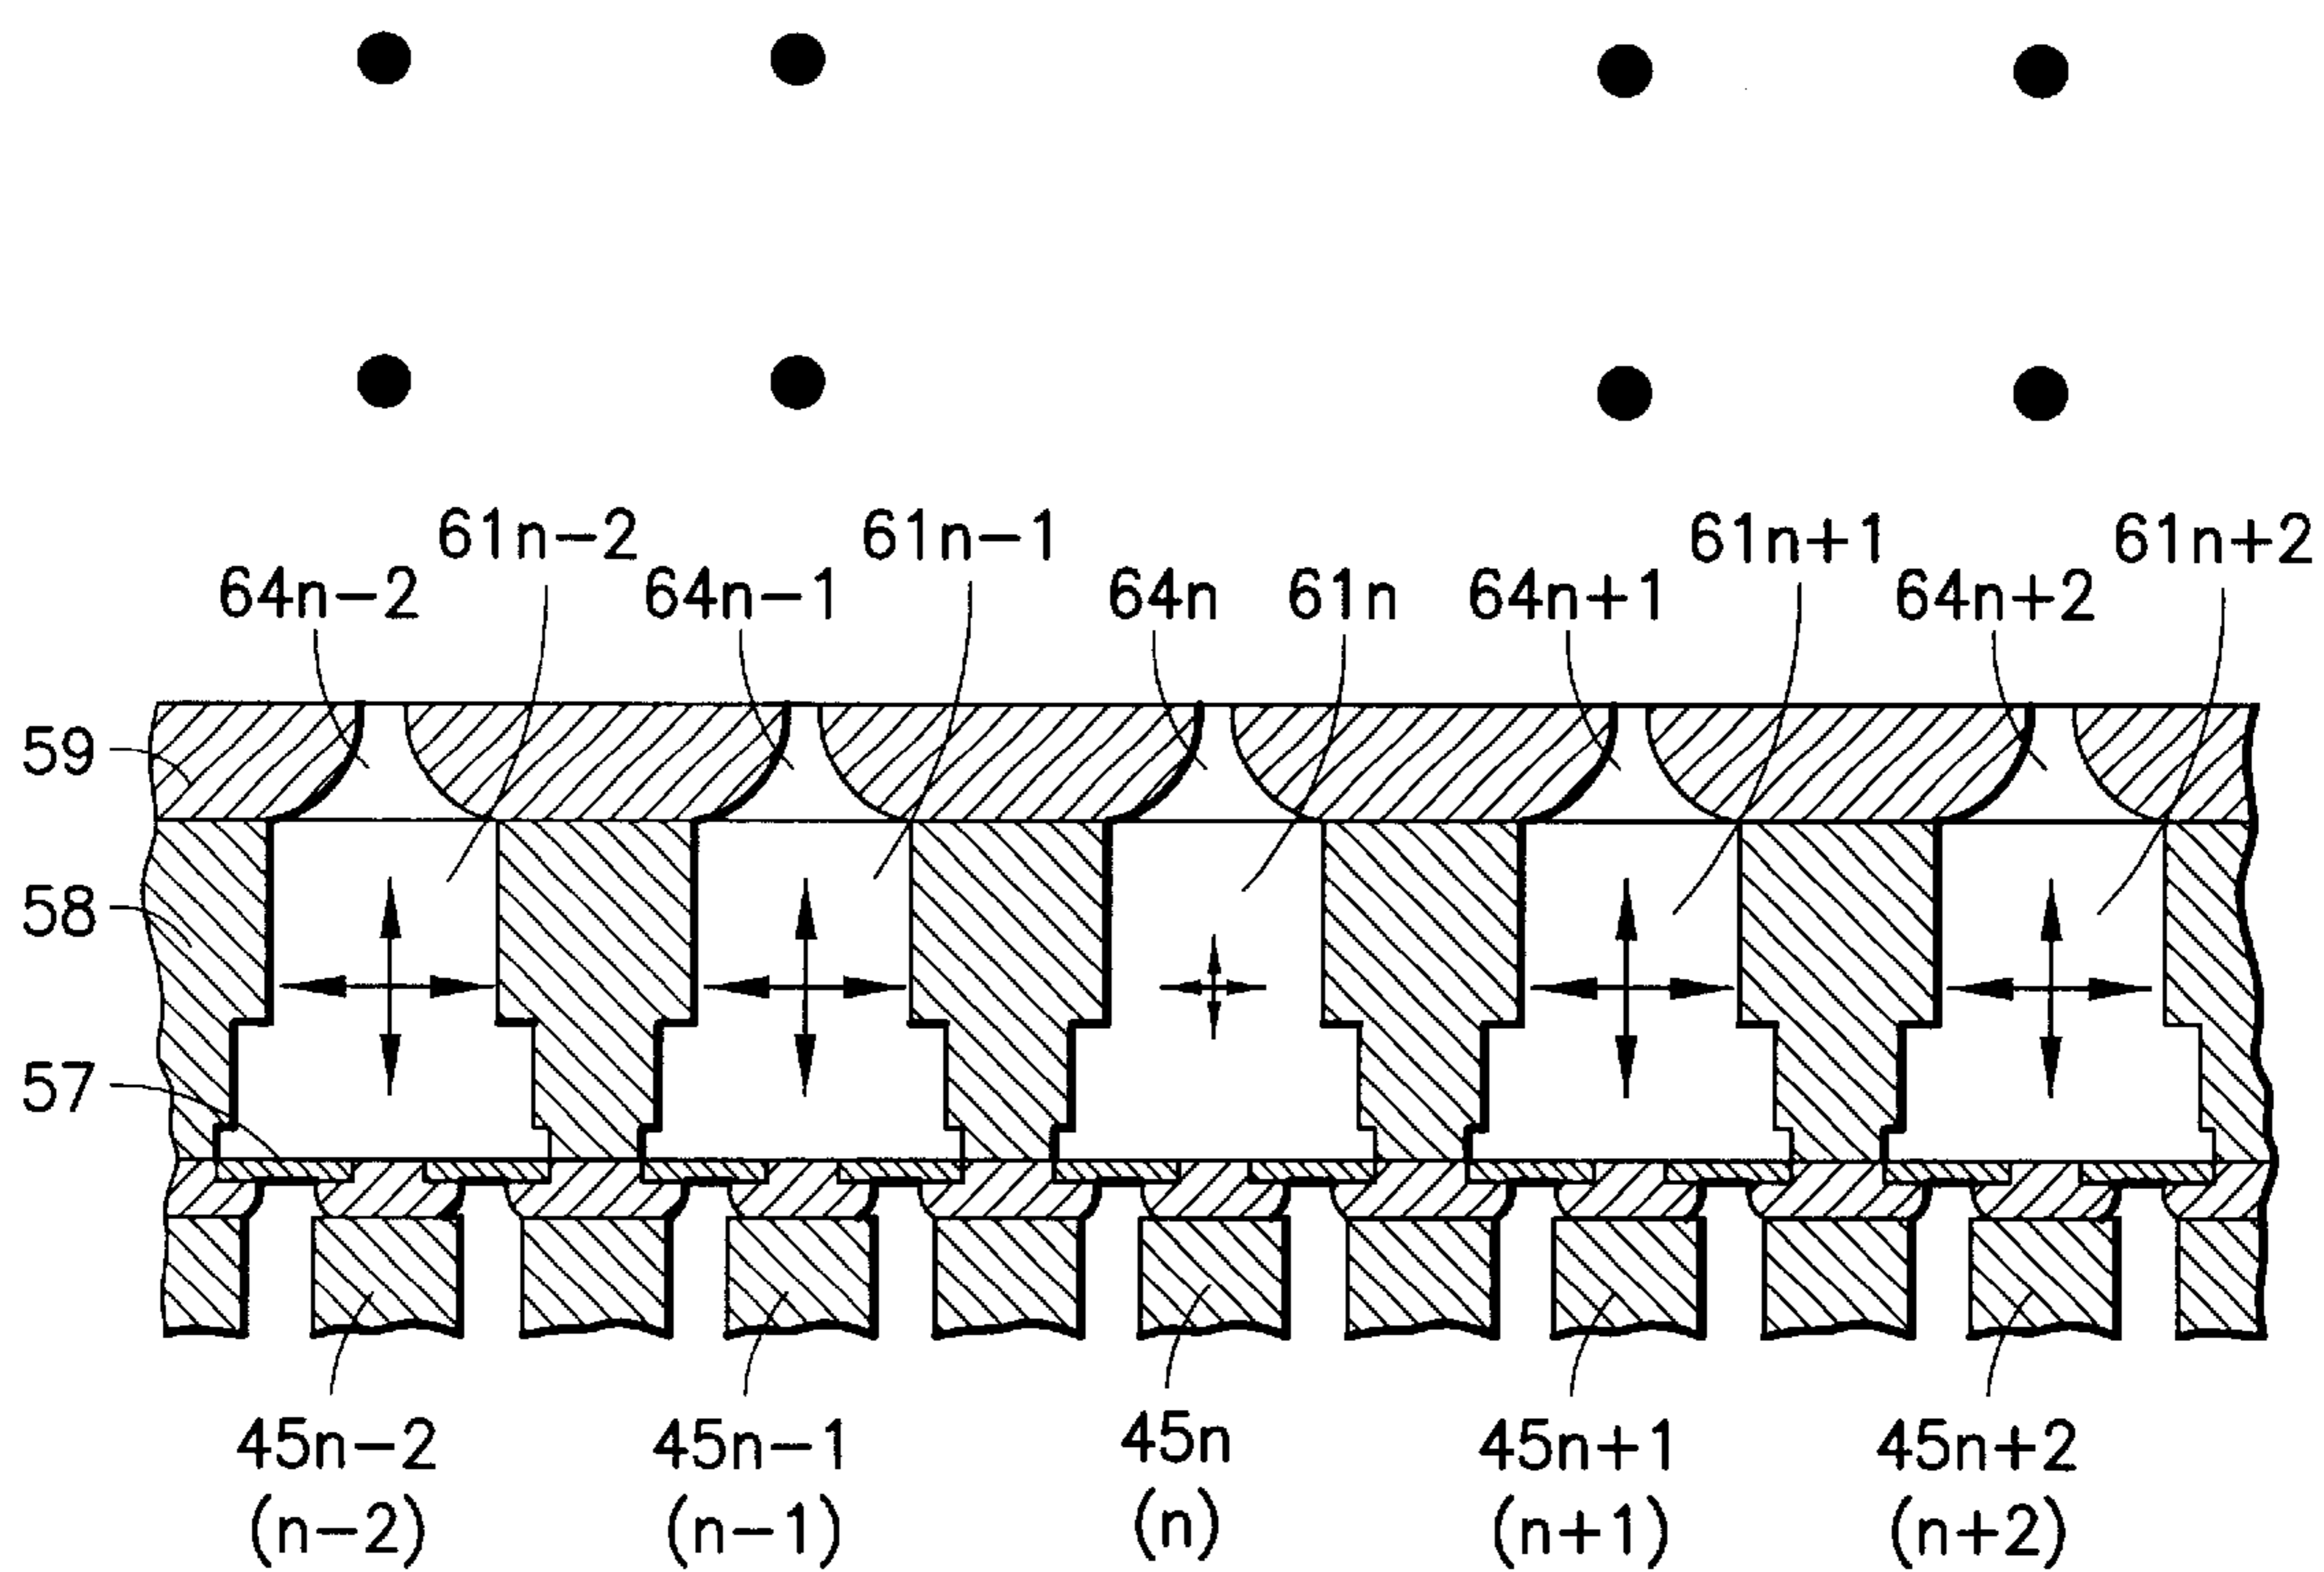 61n−2 61n−1 61n+1 61n+2
64n−2 64n−1 64n 61n 64n+1 64n+2
59
58
57
45n−2 45n−1 45n 45n+1 45n+2
(n−2) (n−1) (n) (n+1) (n+2)